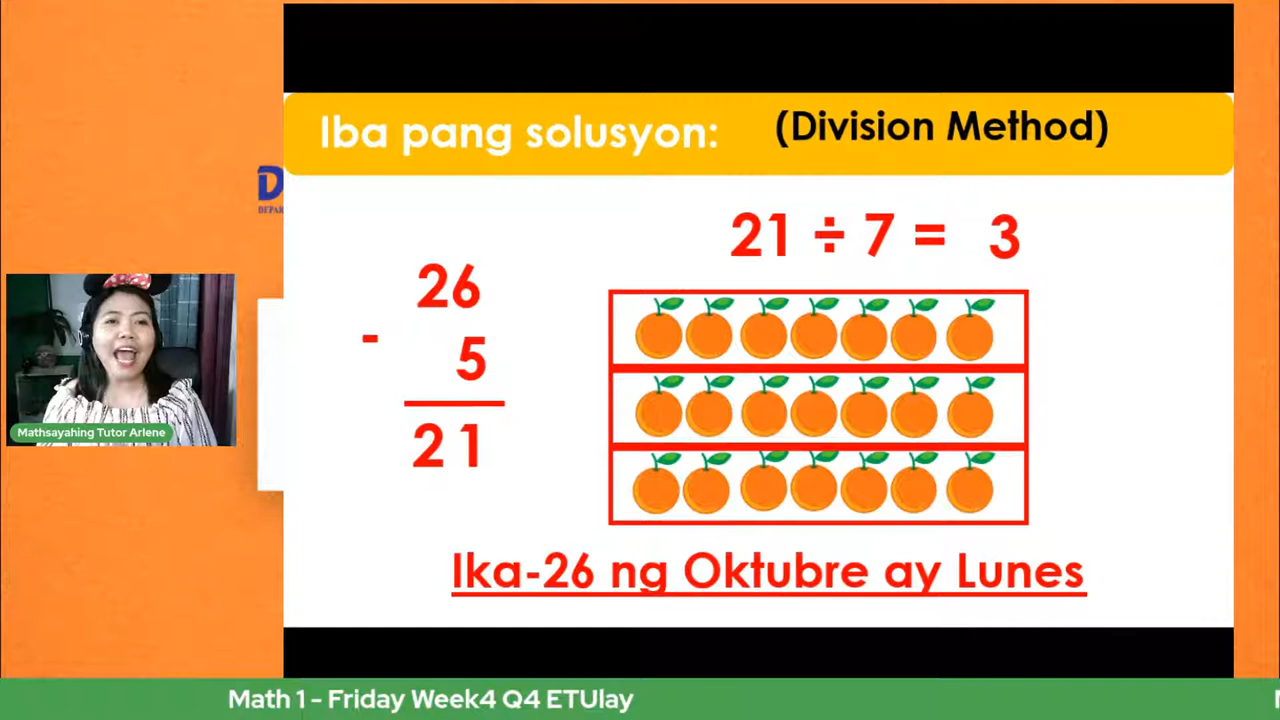 Iba pang solusyon: (Division Method)
21 ÷ 7 = 3
26
- 5
21
Ika-26 ng Oktubre ay Lunes
Mathsayahing Tutor Arlene
Math 1 - Friday Week4 Q4 ETUlay